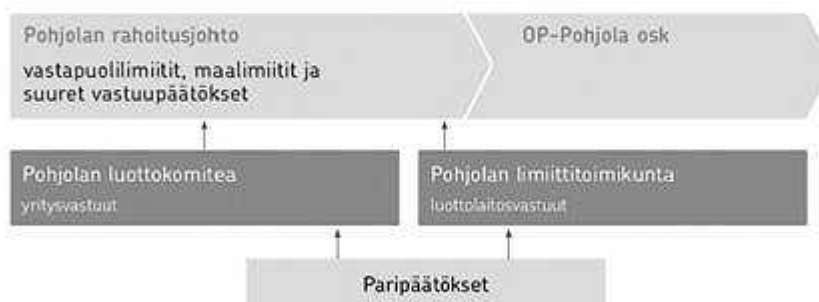 Pohjolan rahoitusjohto
vastapuolilimiitit, maalimiitit ja
suuret vastuupäätökset
OP-Pohjola osk
Pohjolan luottokomitea
yritysvastuut
Pohjolan limiittitoimikunta
luottolaitosvastuut
Paripäätökset